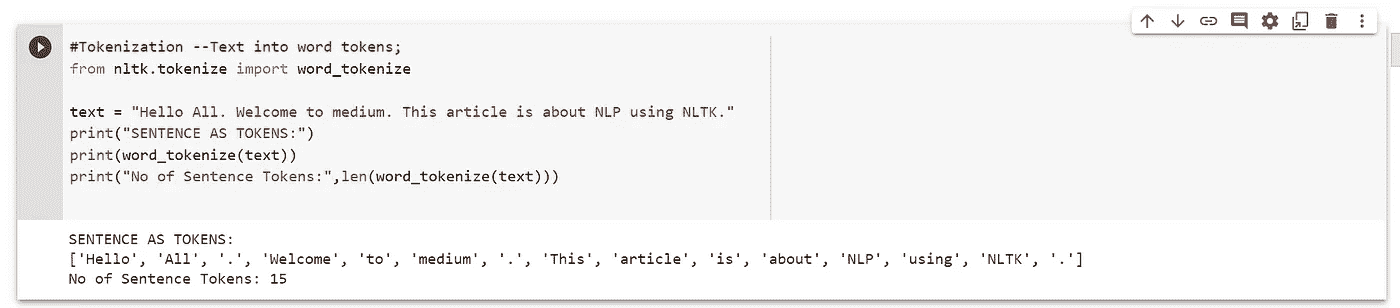 #Tokenization --Text into word tokens;
from nltk.tokenize import word_tokenize
text = "Hello All. Welcome to medium. This article is about NLP using NLTK."
print("SENTENCE AS TOKENS:")
print(word_tokenize(text))
print("No of Sentence Tokens:",len(word_tokenize(text)))
SENTENCE AS TOKENS:
['Hello', 'All', '.', 'Welcome', 'to', 'medium', '.', 'This', 'article', 'is', 'about', 'NLP', 'using', 'NLTK', '.']
No of Sentence Tokens: 15